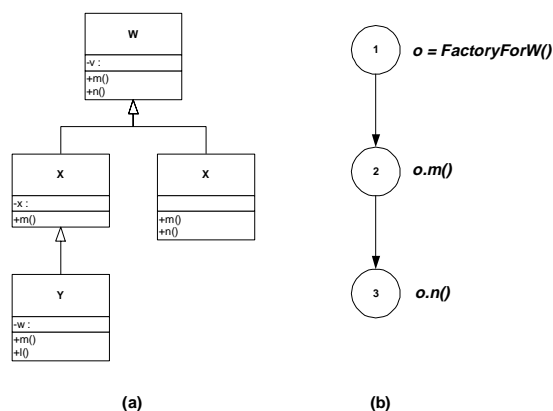 W
-v :
+m()
+n()
X
-x :
+m()
X
+m()
+n()
Y
-w :
+m()
+l()
(a)
1
o = FactoryForW()
2
o.m()
3
o.n()
(b)